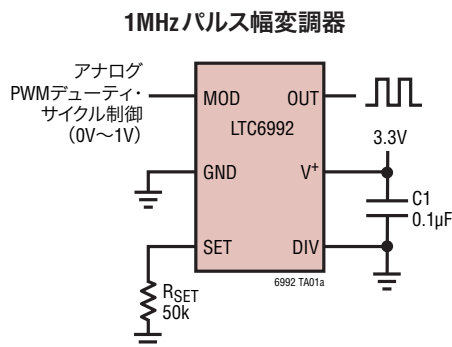 1MHzパルス幅変調器
アナログ
PWMデューティ・
サイクル制御
(0V～1V)
MOD
OUT
LTC6992
3.3V
GND
V+
C1
0.1µF
SET
DIV
6992 TA01a
RSET
50k